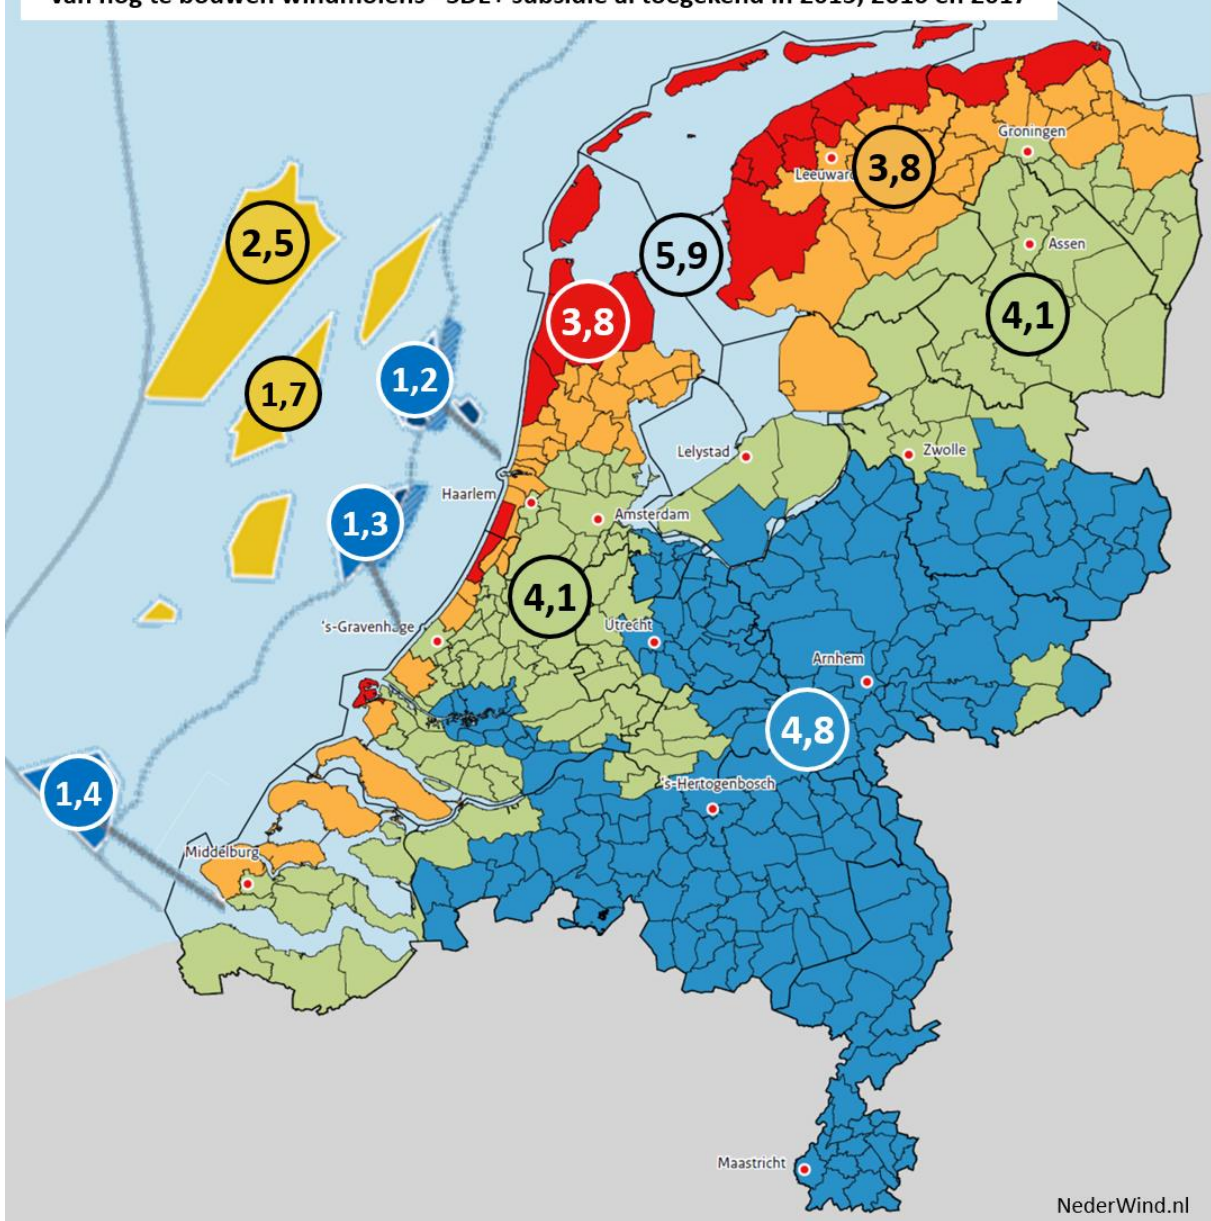 van nog te bouwen windmolens - SDE+ subsidie al toegekend in 2015, 2016 en 2017
Groningen
Leeuwar
3,8
2,5
5,9
Assen
3,8
4,1
1,2
1,7
Lelystad
Zwolle
Haarlem
1,3
Amsterdam
4,1
's-Gravenhage
Utrecht
Arnhem
4,8
1,4
's-Hertogenbosch
Middelburg
Maastricht
NederWind.nl